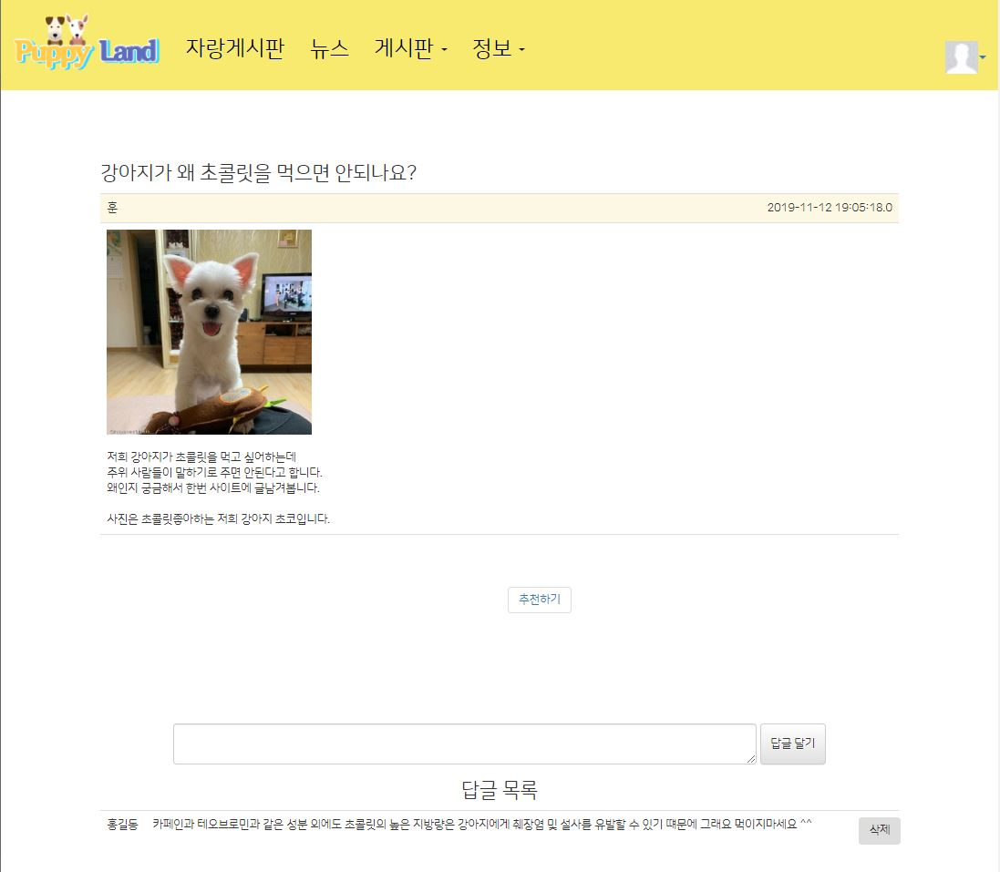 Puppy Land
자랑게시판 뉴스 게시판 정보
강아지가 왜 초콜릿을 먹으면 안되나요?
훈 2019-11-12 19:05:18.0
저희 강아지가 초콜릿을 먹고 싶어하는데
주위 사람들이 말하기로 주면 안된다고 합니다.
왜인지 궁금해서 한번 사이트에 글남겨봅니다.
사진은 초콜릿좋아하는 저희 강아지 초코입니다.
추천하기
답글 달기
답글 목록
홍길동 카페인과 테오브로민과 같은 성분 외에도 초콜릿의 높은 지방량은 강아지에게 췌장염 및 설사를 유발할 수 있기 떄문에 그래요 먹이지마세요 ^^
삭제